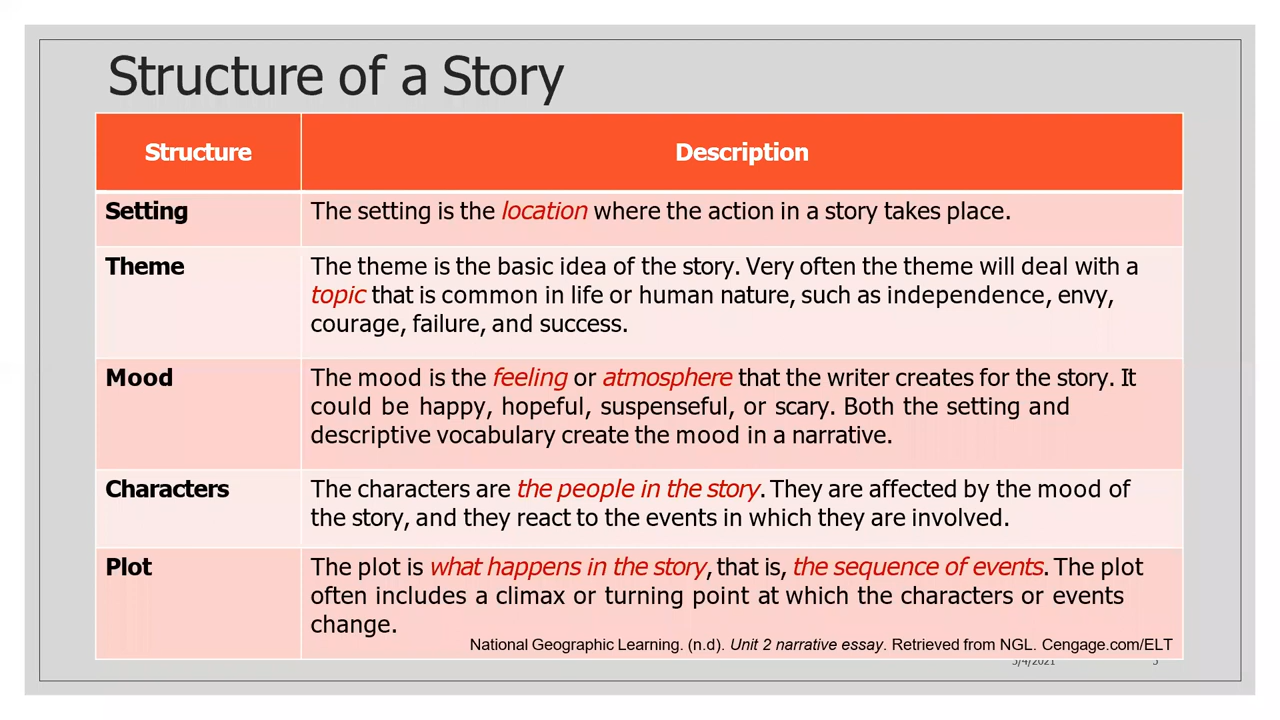 Structure of a Story
Structure
Description
Setting
The setting is the location where the action in a story takes place.
Theme
The theme is the basic idea of the story. Very often the theme will deal with a
topic that is common in life or human nature, such as independence, envy,
courage, failure, and success.
Mood
The mood is the feeling or atmosphere that the writer creates for the story. It
could be happy, hopeful, suspenseful, or scary. Both the setting and
descriptive vocabulary create the mood in a narrative.
Characters
The characters are the people in the story. They are affected by the mood of
the story, and they react to the events in which they are involved.
Plot
The plot is what happens in the story, that is, the sequence of events. The plot
often includes a climax or turning point at which the characters or events
change.
National Geographic Learning. (n.d). Unit 2 narrative essay. Retrieved from NGL. Cengage.com/ELT